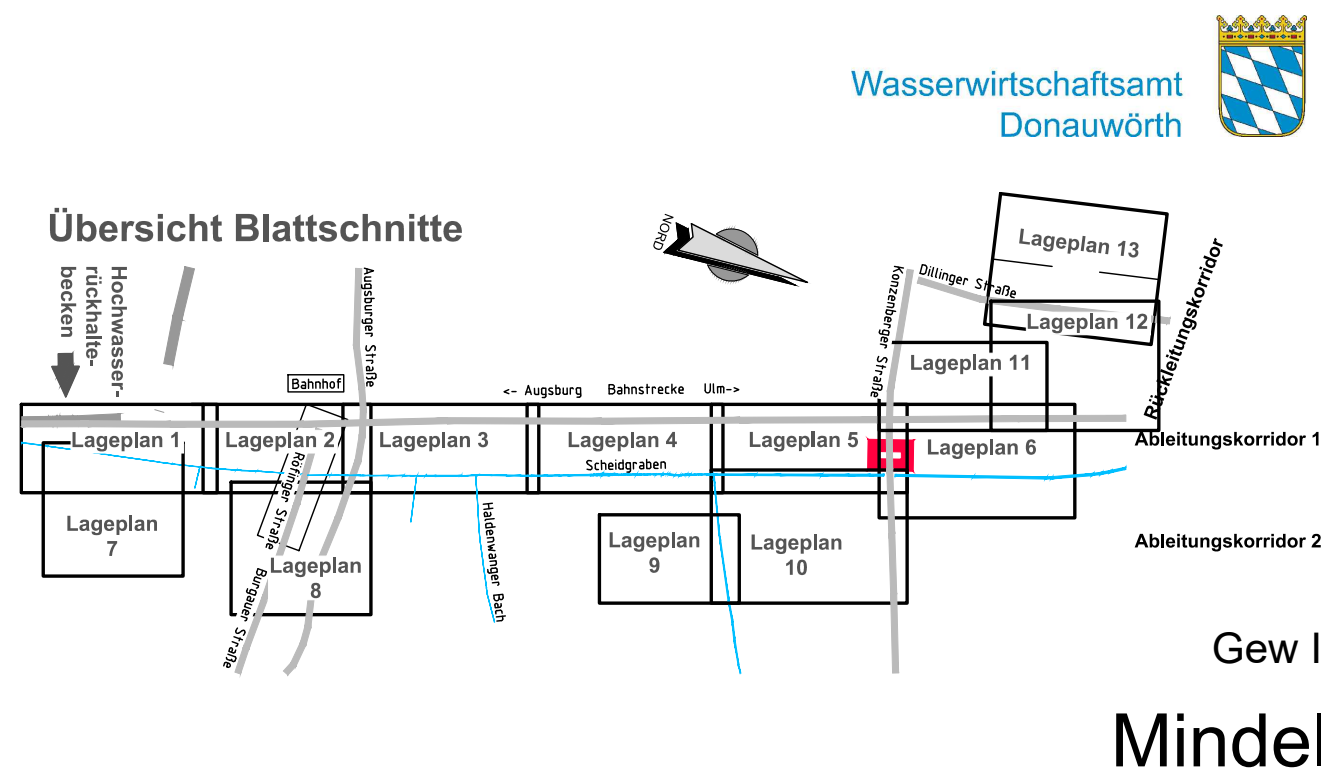 Wasserwirtschaftsamt
Donauwörth
Übersicht Blattschnitte
NORD
Hochwasser-
rückhalte-
becken
Augsburger Straße
Konzenberger Straße
Dillinger Straße
Lageplan 13
Lageplan 12
Lageplan 11
Rückleitungskorridor
Bahnhof
<- Augsburg Bahnstrecke Ulm->
Lageplan 1
Lageplan 2
Lageplan 3
Lageplan 4
Lageplan 5
Lageplan 6
Ableitungskorridor 1
Scheidgraben
Röfinger Straße
Haldenwanger Bach
Lageplan
7
Lageplan
8
Lageplan
9
Lageplan
10
Ableitungskorridor 2
Burgauer Straße
Gew I
Mindel